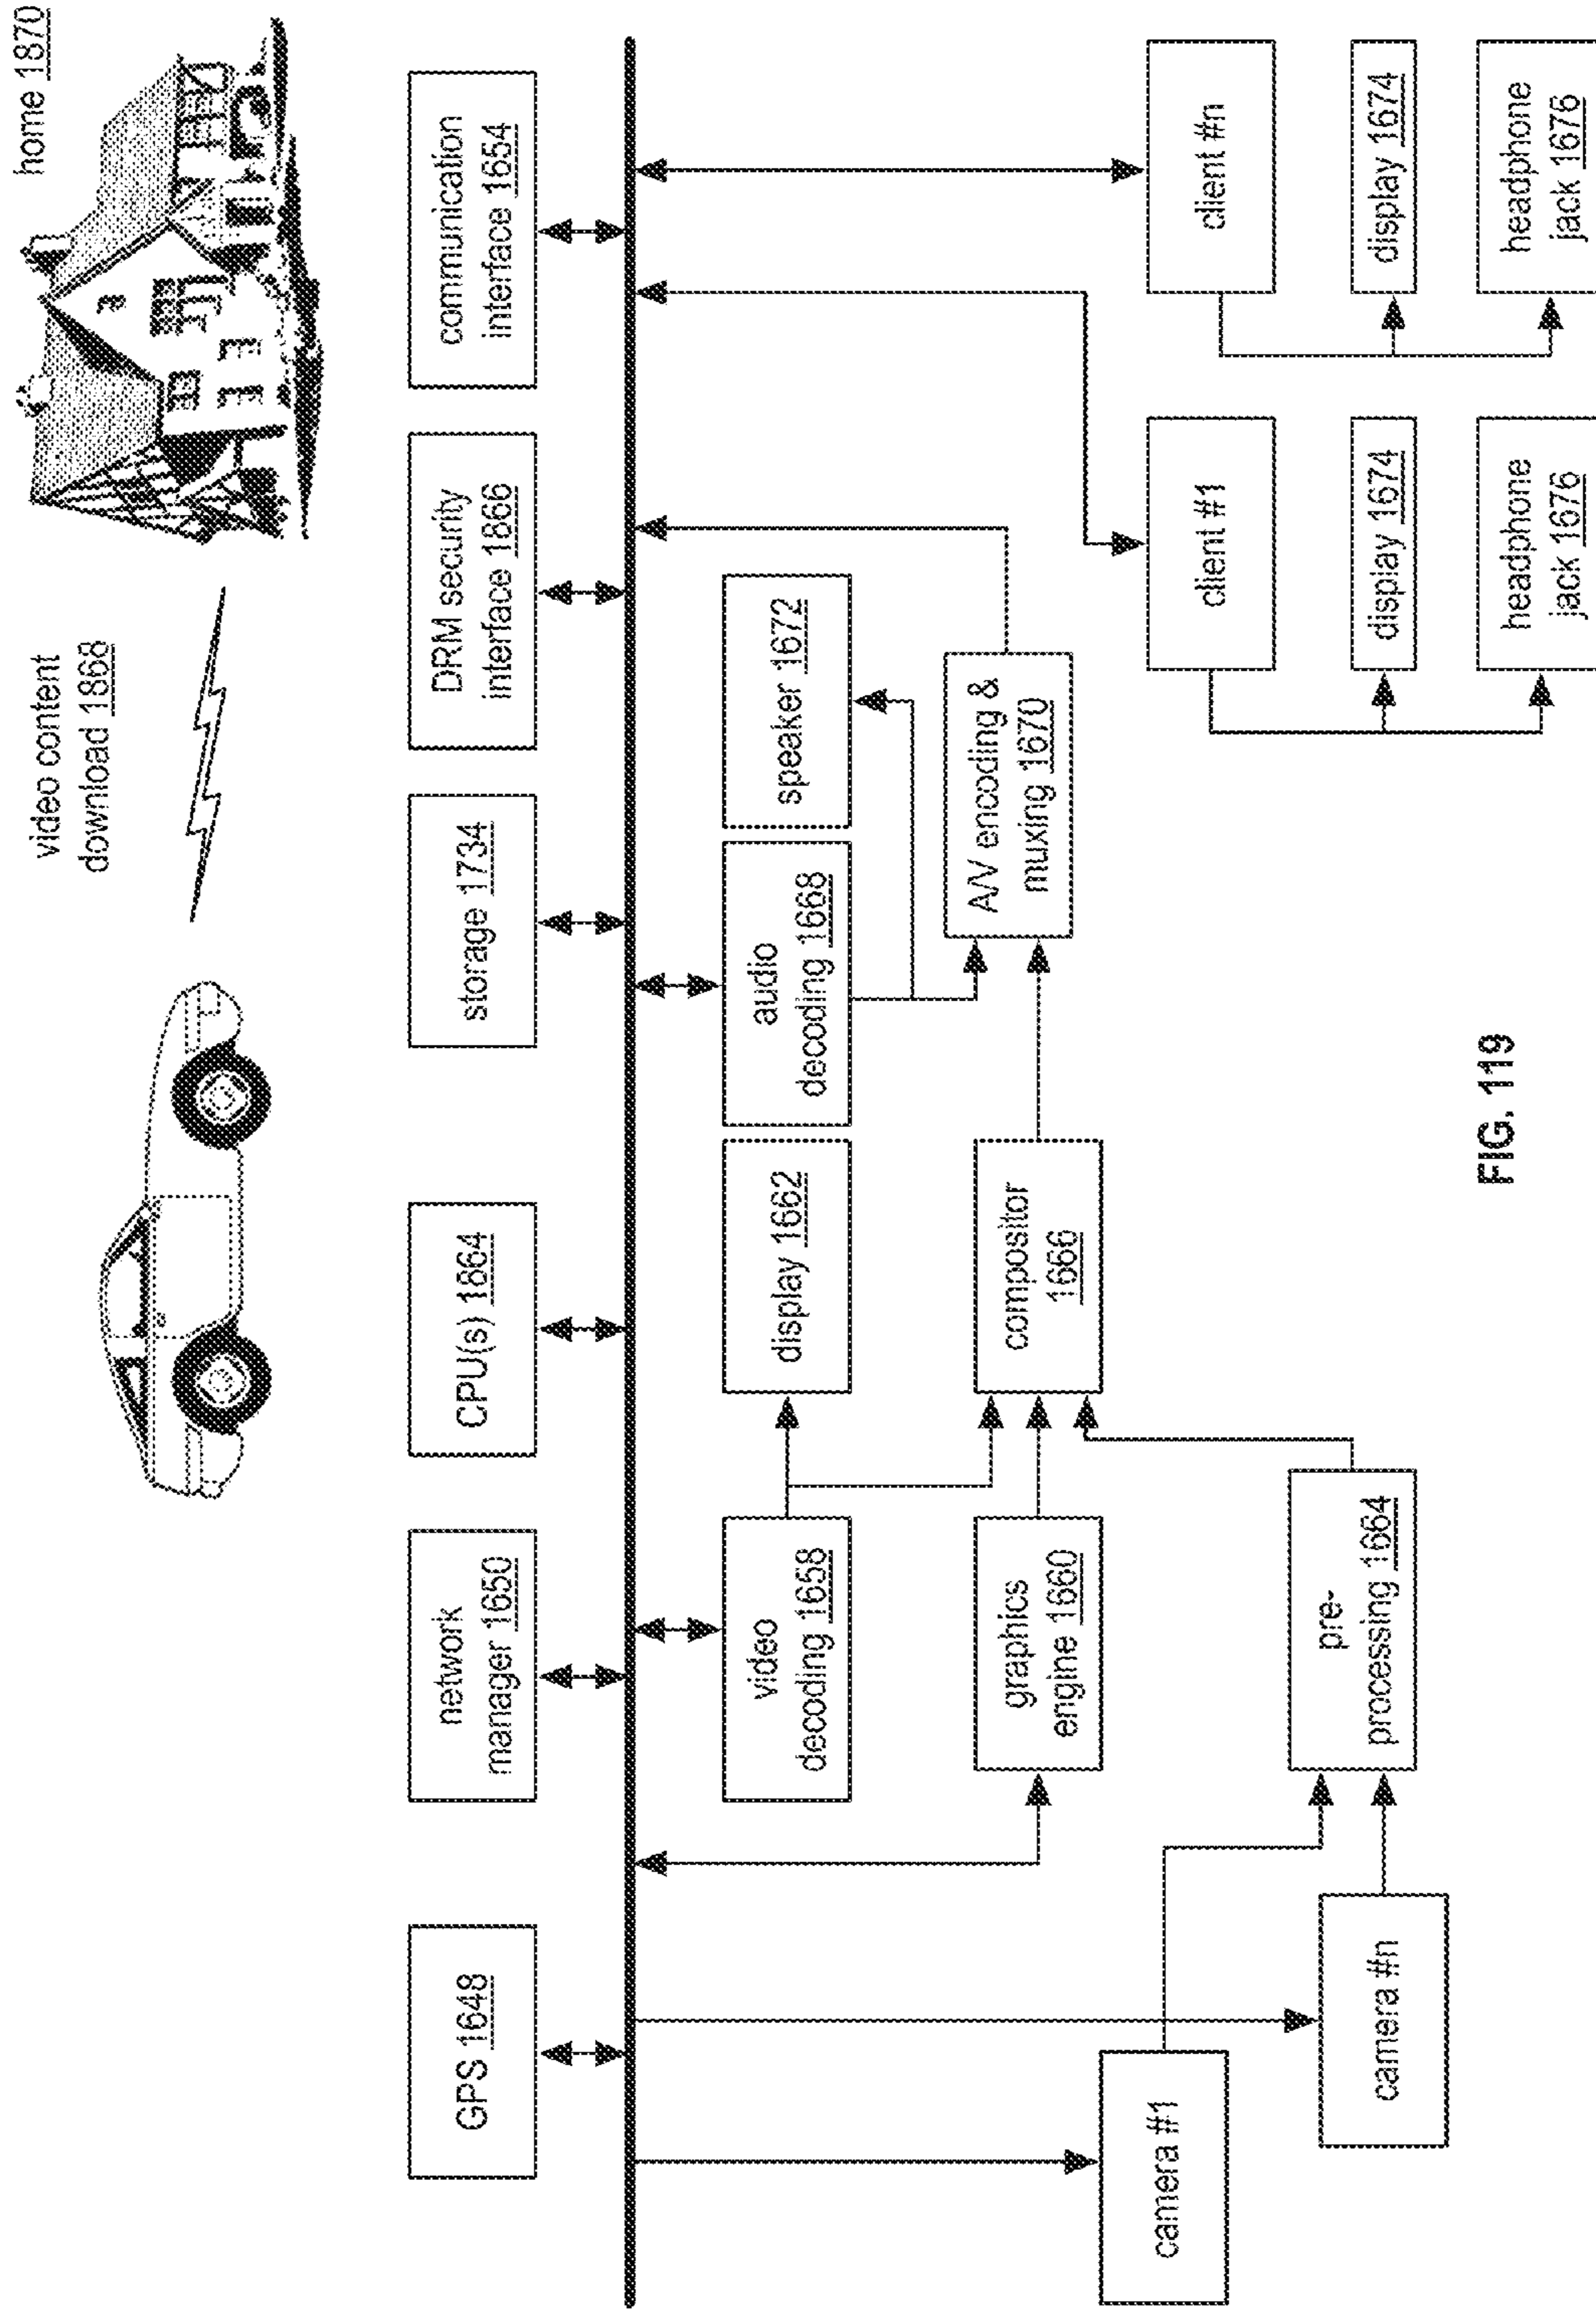 video content
download 1868
home 1870
GPS 1648
network
manager 1650
CPU(s) 1864
storage 1734
DRM security
interface 1866
communication
interface 1654
video
decoding 1658
display 1662
audio
decoding 1668
speaker 1672
graphics
engine 1660
compositor
1666
A/V encoding &
muxing 1670
camera #1
camera #n
pre-
processing 1664
client #1
display 1674
headphone
jack 1676
client #n
display 1674
headphone
jack 1676
FIG. 119